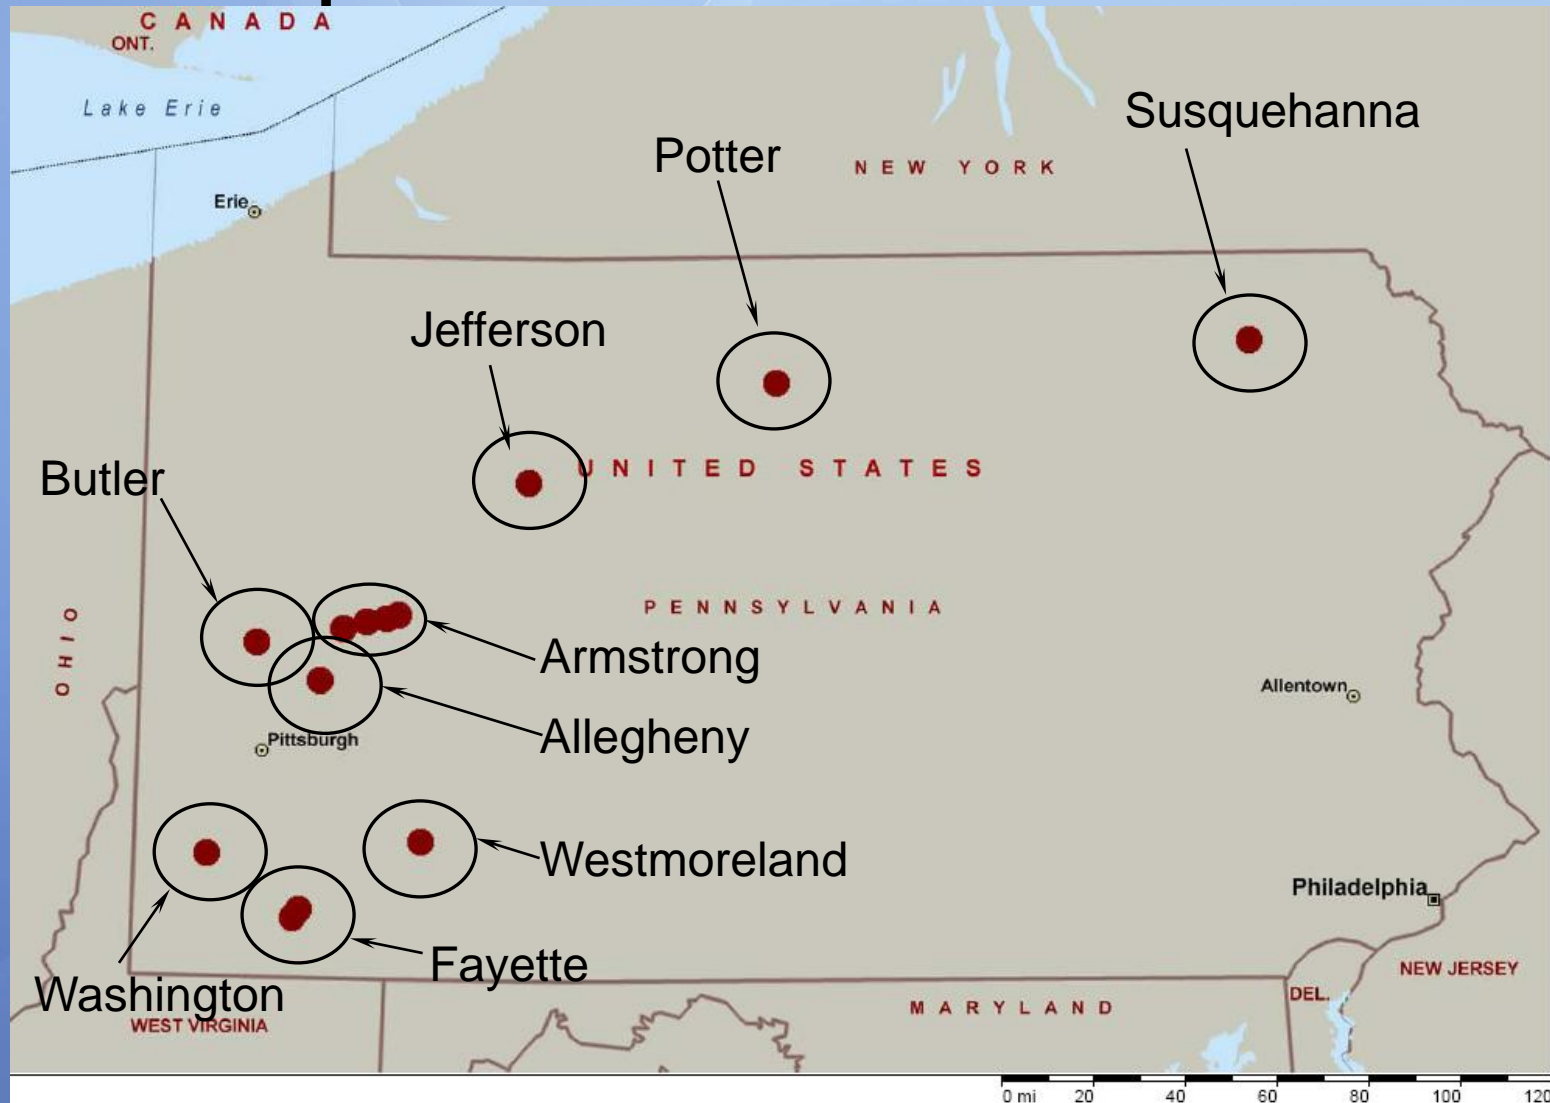 CANADA
ONT.
Lake Erie
Susquehanna
Potter
NEW YORK
Erie
Jefferson
Butler
UNITED STATES
PENNSYLVANIA
OHIO
Armstrong
Allentown
Allegheny
Pittsburgh
Westmoreland
Philadelphia
Fayette
NEW JERSEY
Washington
DEL.
MARYLAND
WEST VIRGINIA
0 mi 20 40 60 80 100 120